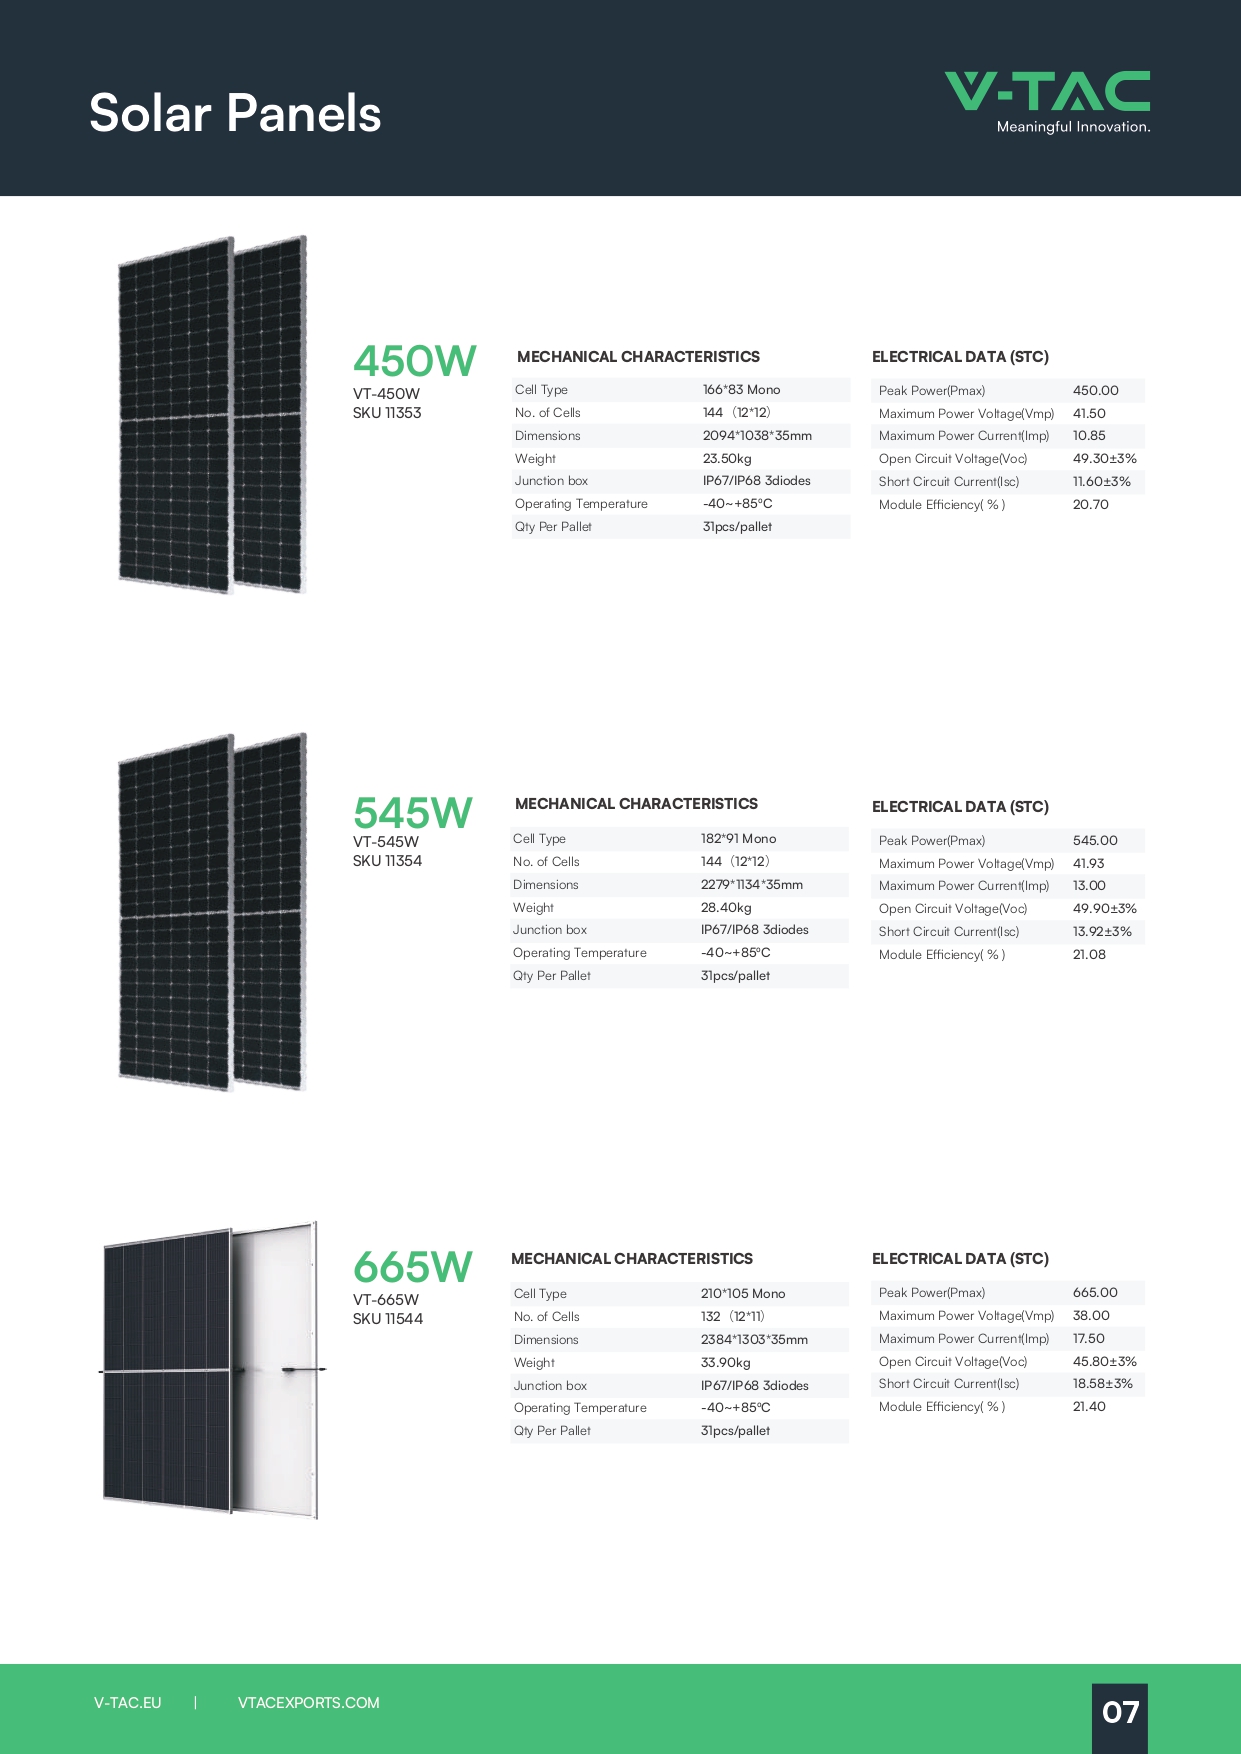 Solar Panels
V-TAC
Meaningful Innovation.
450W
VT-450W
SKU 11353
MECHANICAL CHARACTERISTICS
Cell Type 166*83 Mono
No. of Cells 144（12*12）
Dimensions 2094*1038*35mm
Weight 23.50kg
Junction box IP67/IP68 3diodes
Operating Temperature -40~+85ºC
Qty Per Pallet 31pcs/pallet
ELECTRICAL DATA (STC)
Peak Power(Pmax) 450.00
Maximum Power Voltage(Vmp) 41.50
Maximum Power Current(Imp) 10.85
Open Circuit Voltage(Voc) 49.30±3%
Short Circuit Current(Isc) 11.60±3%
Module Efficiency( % ) 20.70
545W
VT-545W
SKU 11354
MECHANICAL CHARACTERISTICS
Cell Type 182*91 Mono
No. of Cells 144（12*12）
Dimensions 2279*1134*35mm
Weight 28.40kg
Junction box IP67/IP68 3diodes
Operating Temperature -40~+85ºC
Qty Per Pallet 31pcs/pallet
ELECTRICAL DATA (STC)
Peak Power(Pmax) 545.00
Maximum Power Voltage(Vmp) 41.93
Maximum Power Current(Imp) 13.00
Open Circuit Voltage(Voc) 49.90±3%
Short Circuit Current(Isc) 13.92±3%
Module Efficiency( % ) 21.08
665W
VT-665W
SKU 11544
MECHANICAL CHARACTERISTICS
Cell Type 210*105 Mono
No. of Cells 132（12*11）
Dimensions 2384*1303*35mm
Weight 33.90kg
Junction box IP67/IP68 3diodes
Operating Temperature -40~+85ºC
Qty Per Pallet 31pcs/pallet
ELECTRICAL DATA (STC)
Peak Power(Pmax) 665.00
Maximum Power Voltage(Vmp) 38.00
Maximum Power Current(Imp) 17.50
Open Circuit Voltage(Voc) 45.80±3%
Short Circuit Current(Isc) 18.58±3%
Module Efficiency( % ) 21.40
V-TAC.EU | VTACEXPORTS.COM
07